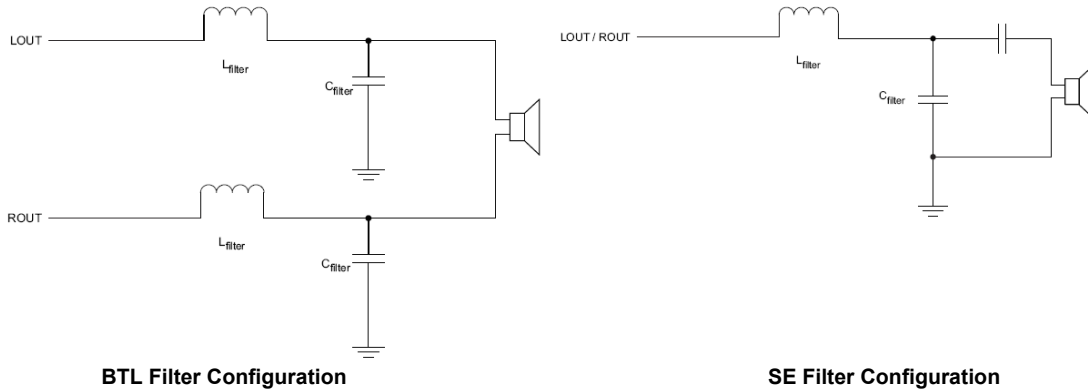 LOUT
Lfilter
Cfilter
ROUT
Lfilter
Cfilter
BTL Filter Configuration
LOUT / ROUT
Lfilter
Cfilter
SE Filter Configuration